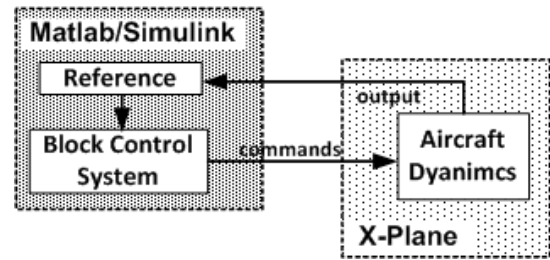 Matlab/Simulink
Reference
Block Control
System
output
commands
Aircraft
Dyanimcs
X-Plane